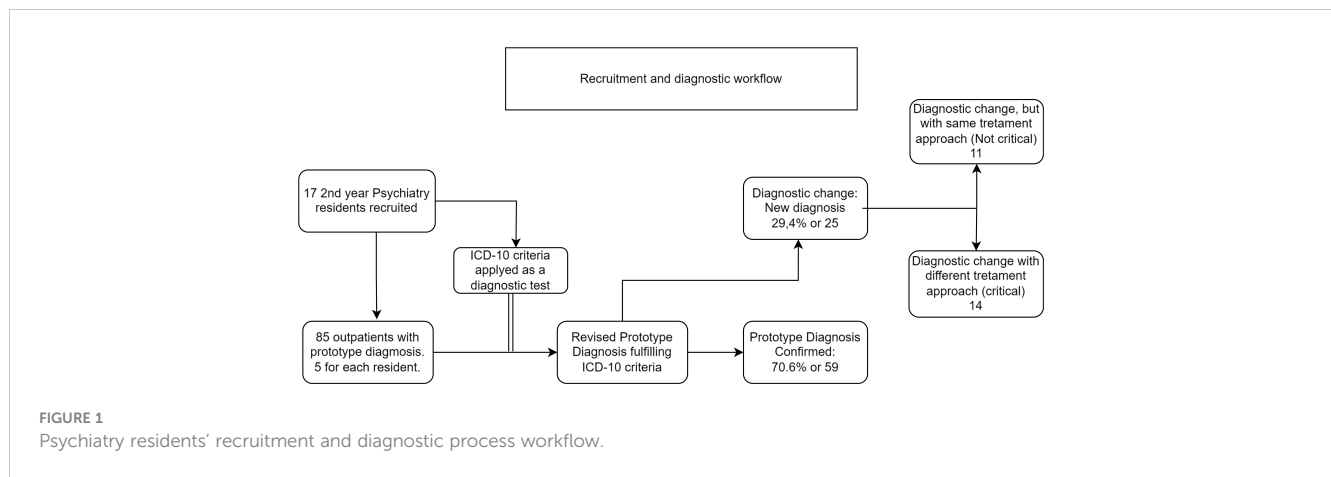 Recruitment and diagnostic workflow
17 2nd year Psychiatry
residents recruited
ICD-10 criteria
applyed as a
diagnostic test
85 outpatients with
prototype diagnosis.
5 for each resident.
Revised Prototype
Diagnosis fulfilling
ICD-10 criteria
Diagnostic change:
New diagnosis
29,4% or 25
Prototype Diagnosis
Confirmed:
70.6% or 59
Diagnostic change, but
with same tretament
approach (Not critical)
11
Diagnostic change with
different tretament
approach (critical)
14
FIGURE 1
Psychiatry residents’ recruitment and diagnostic process workflow.